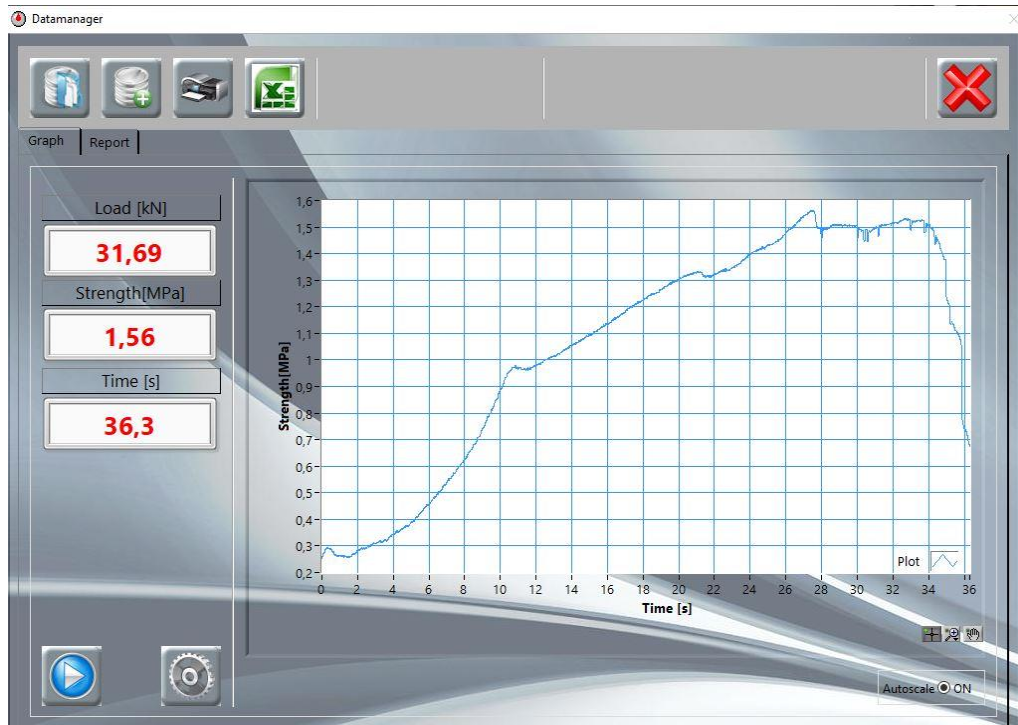 Datamanager
Graph
Report
Load [kN]
31,69
Strength[MPa]
1,56
Time [s]
36,3
1,6
1,5
1,4
1,3
1,2
1,1
1
0,9
0,8
0,7
0,6
0,5
0,4
0,3
0,2
Strength[MPa]
Plot
0 2 4 6 8 10 12 14 16 18 20 22 24 26 28 30 32 34 36
Time [s]
Autoscale ON